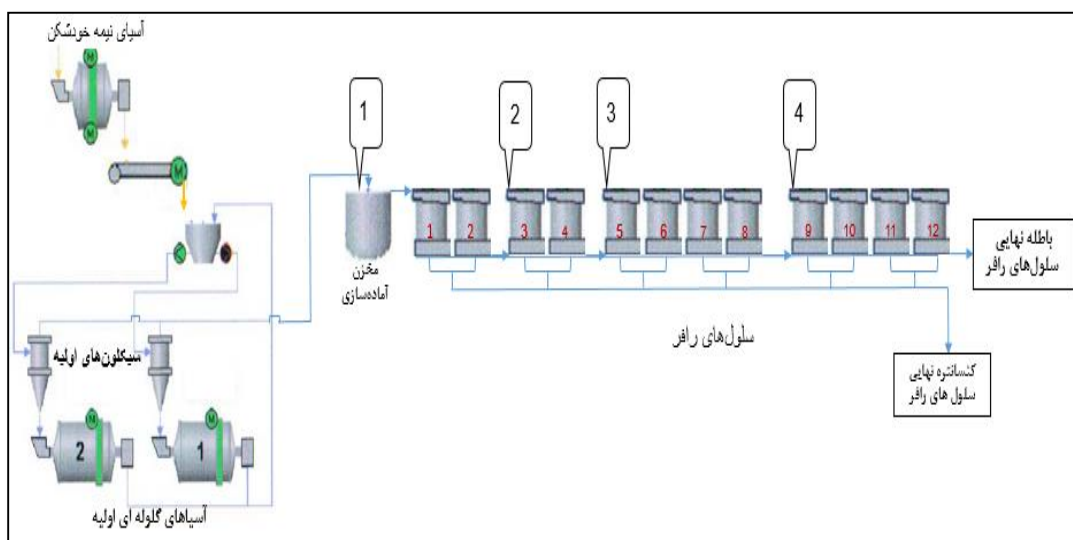 آسیای نیمه خودشکن
M
M
M
1
2
3
4
1
2
3
4
5
6
7
8
9
10
11
12
مخزن
آماده‌سازی
باطله نهایی
سلول‌های رافر
سلول‌های رافر
کنسانتره نهایی
سلول های رافر
سیکلون‌های اولیه
M
M
2
1
آسیاهای گلوله ای اولیه